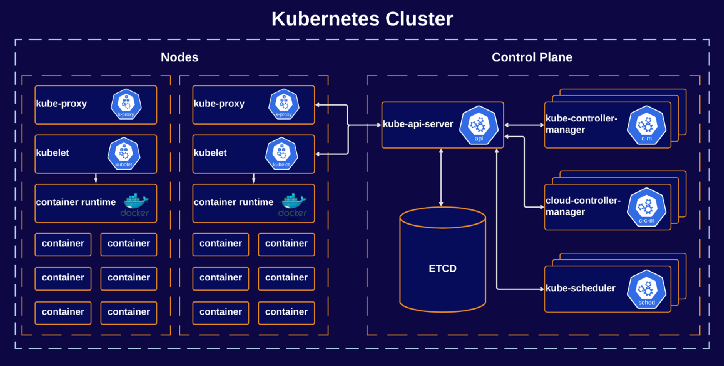 Kubernetes Cluster
Nodes
kube-proxy
kubelet
container runtime
docker
container container
container container
container container
kube-proxy
kubelet
container runtime
docker
container container
container container
container container
Control Plane
kube-api-server
api
ETCD
kube-controller-
manager
c-m
cloud-controller-
manager
c-c-m
kube-scheduler
sched